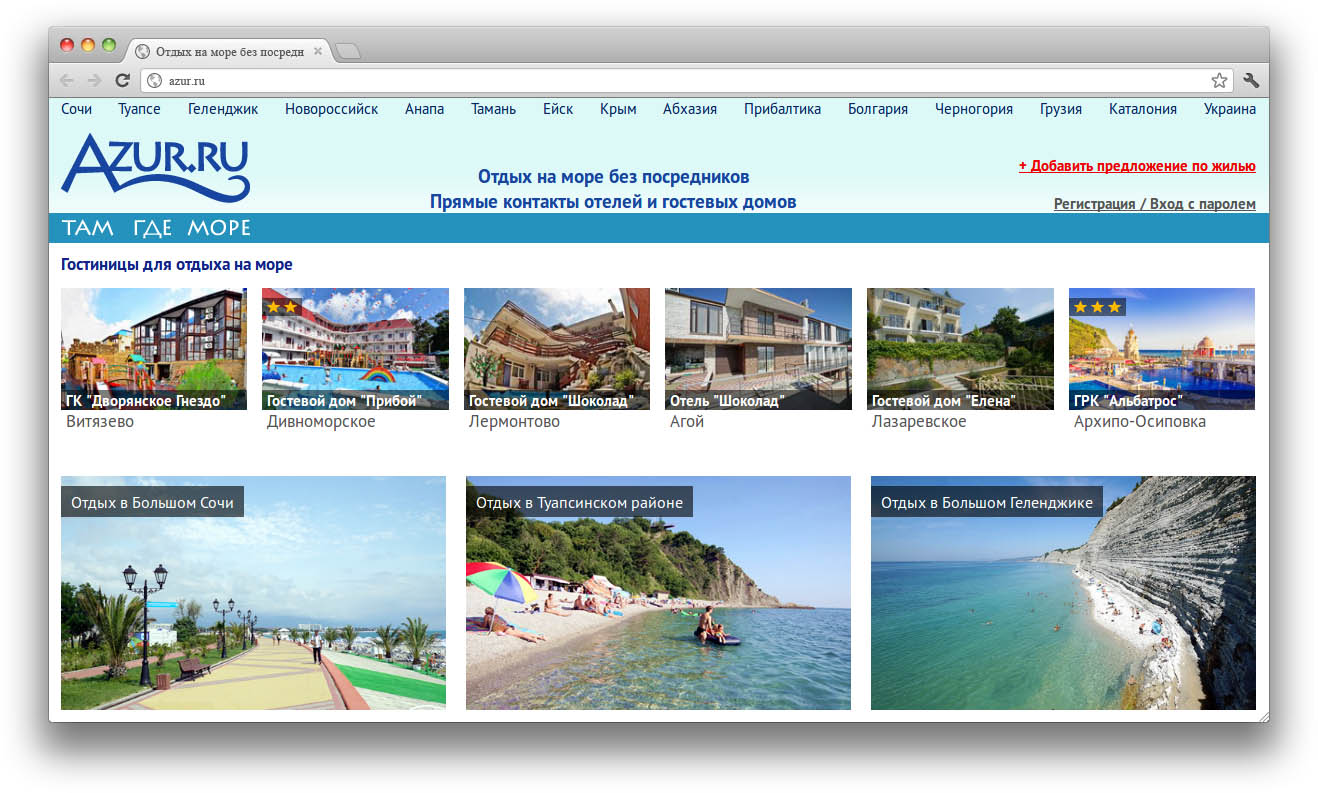 Отдых на море без посредн
azur.ru
Сочи Туапсе Геленджик Новороссийск Анапа Тамань Ейск Крым Абхазия Прибалтика Болгария Черногория Грузия Каталония Украина
AZUR.RU
Отдых на море без посредников
Прямые контакты отелей и гостевых домов
+ Добавить предложение по жилью
Регистрация / Вход с паролем
ТАМ ГДЕ МОРЕ
Гостиницы для отдыха на море
ГК "Дворянское Гнездо"
Витязево
Гостевой дом "Прибой"
Дивноморское
Гостевой дом "Шоколад"
Лермонтово
Отель "Шоколад"
Агой
Гостевой дом "Елена"
Лазаревское
ГРК "Альбатрос"
Архипо-Осиповка
Отдых в Большом Сочи
Отдых в Туапсинском районе
Отдых в Большом Геленджике